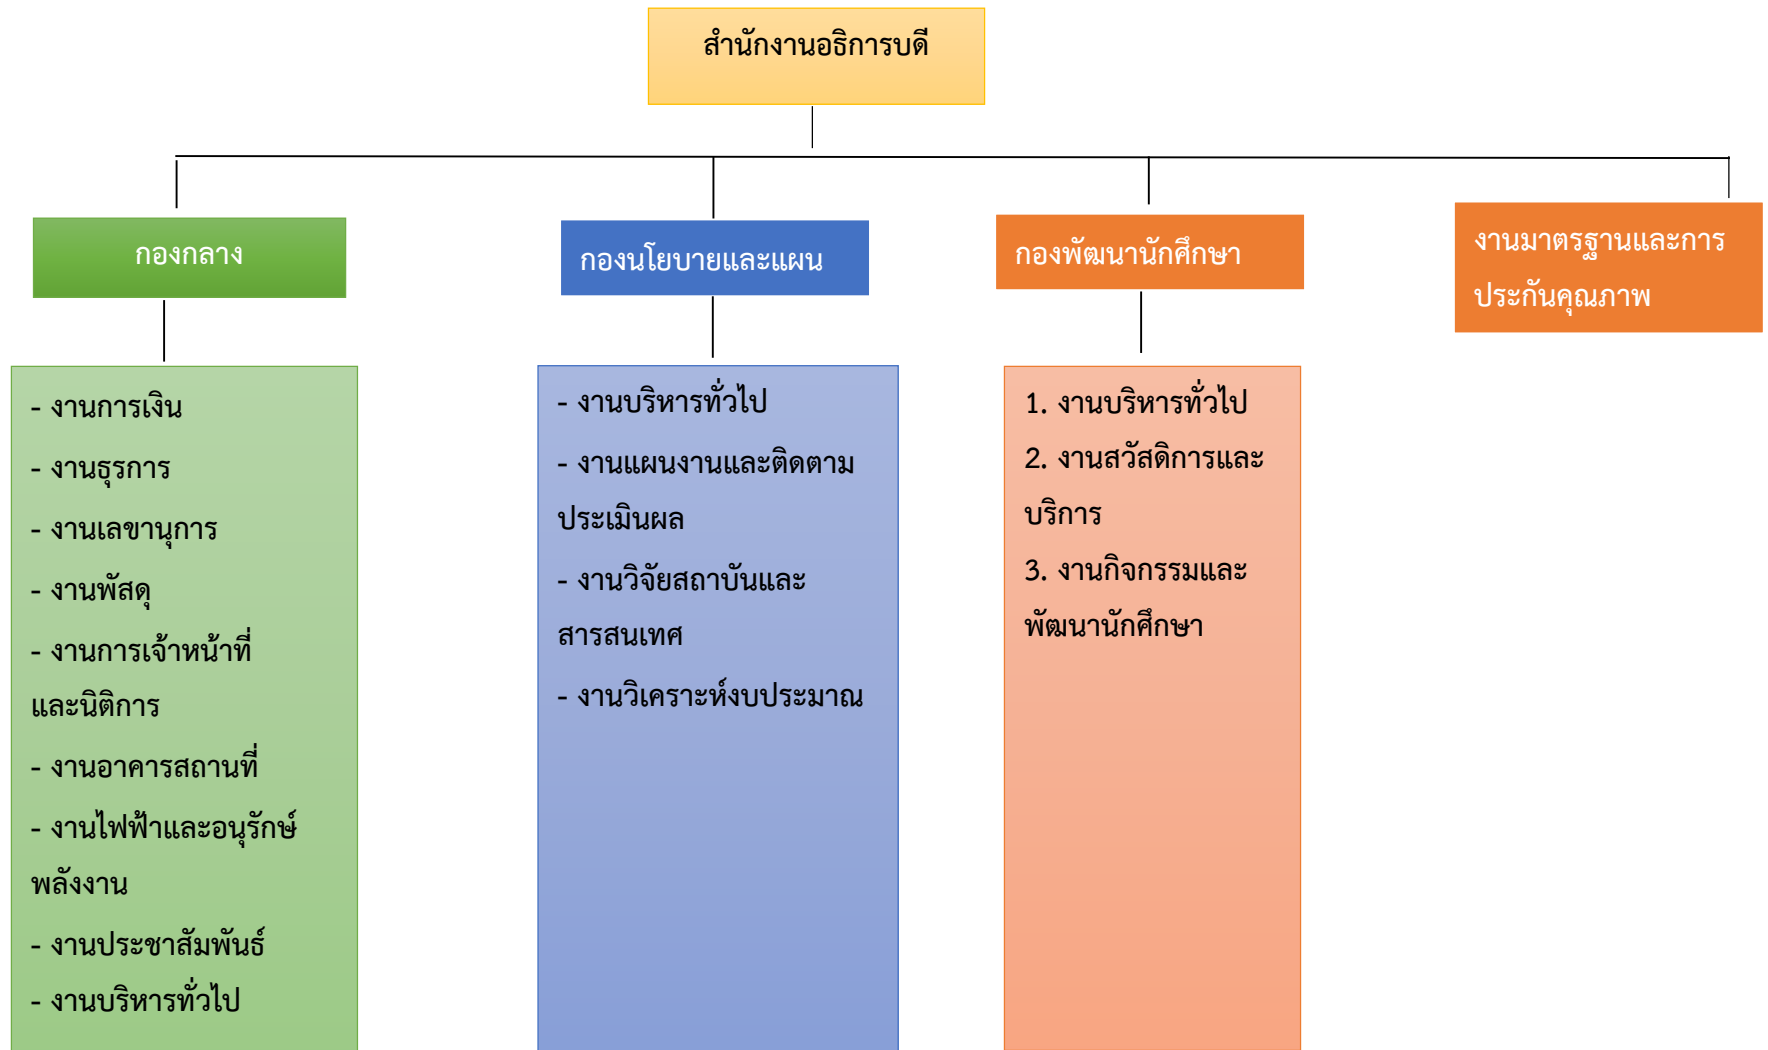 สำนักงานอธิการบดี
กองกลาง
กองนโยบายและแผน
กองพัฒนานักศึกษา
งานมาตรฐานและการ
ประกันคุณภาพ
- งานการเงิน
- งานธุรการ
- งานเลขานุการ
- งานพัสดุ
- งานการเจ้าหน้าที่
และนิติการ
- งานอาคารสถานที่
- งานไฟฟ้าและอนุรักษ์
พลังงาน
- งานประชาสัมพันธ์
- งานบริหารทั่วไป
- งานบริหารทั่วไป
- งานแผนงานและติดตาม
ประเมินผล
- งานวิจัยสถาบันและ
สารสนเทศ
- งานวิเคราะห์งบประมาณ
1. งานบริหารทั่วไป
2. งานสวัสดิการและ
บริการ
3. งานกิจกรรมและ
พัฒนานักศึกษา